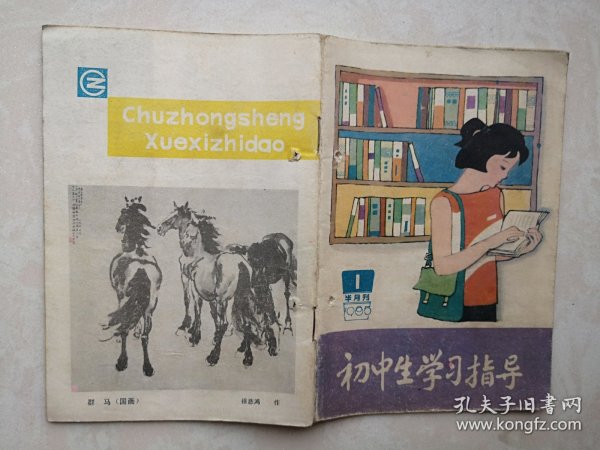 Chuzhongsheng
Xuexizhidao
群 马（国画）
徐悲鸿 作
1
半月刊
1985
初中生学习指导
孔夫子旧书网
www.kongfz.com